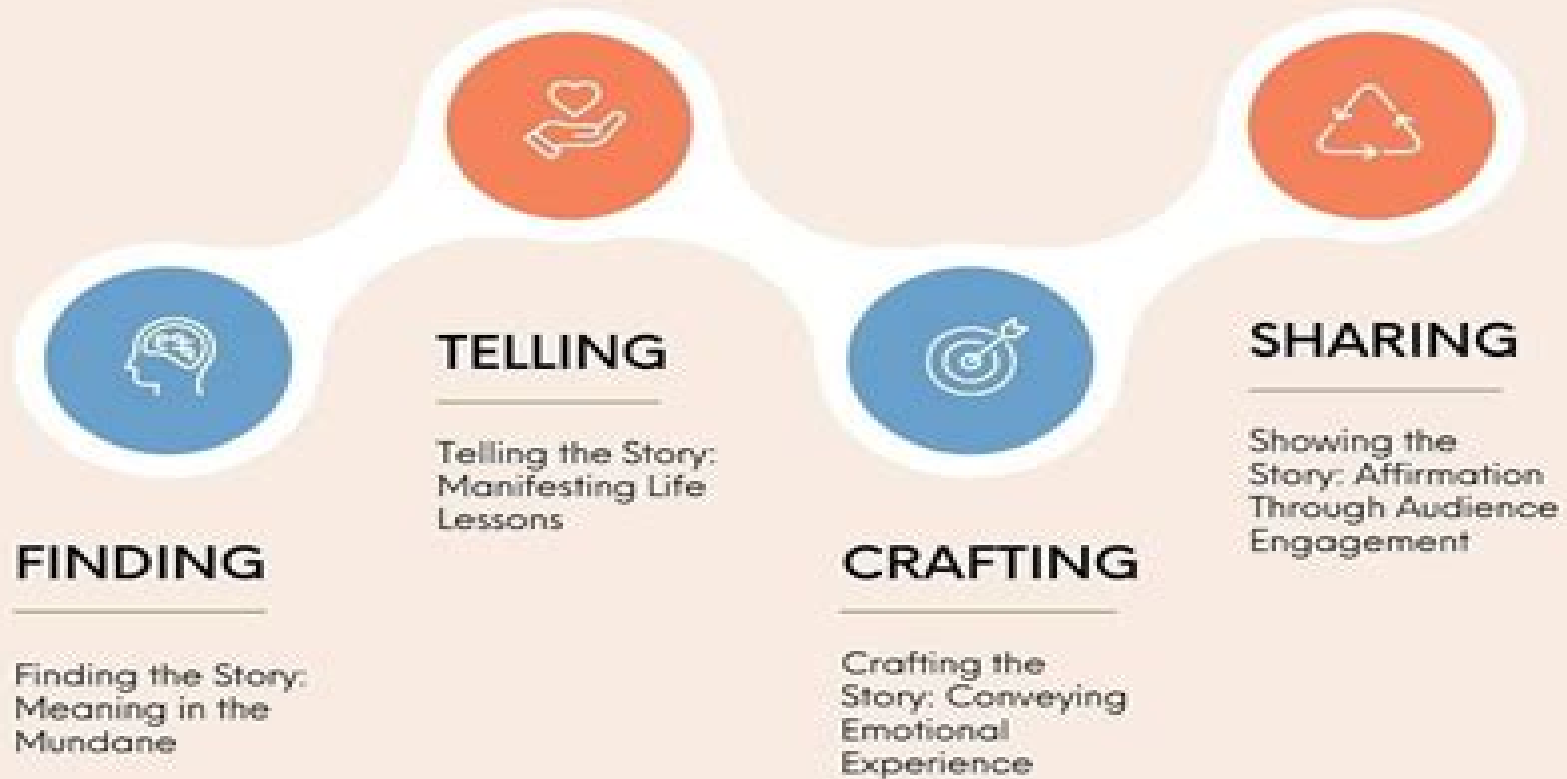 FINDING
Finding the Story:
Meaning in the
Mundane
TELLING
Telling the Story:
Manifesting Life
Lessons
CRAFTING
Crafting the
Story: Conveying
Emotional
Experience
SHARING
Showing the
Story: Affirmation
Through Audience
Engagement